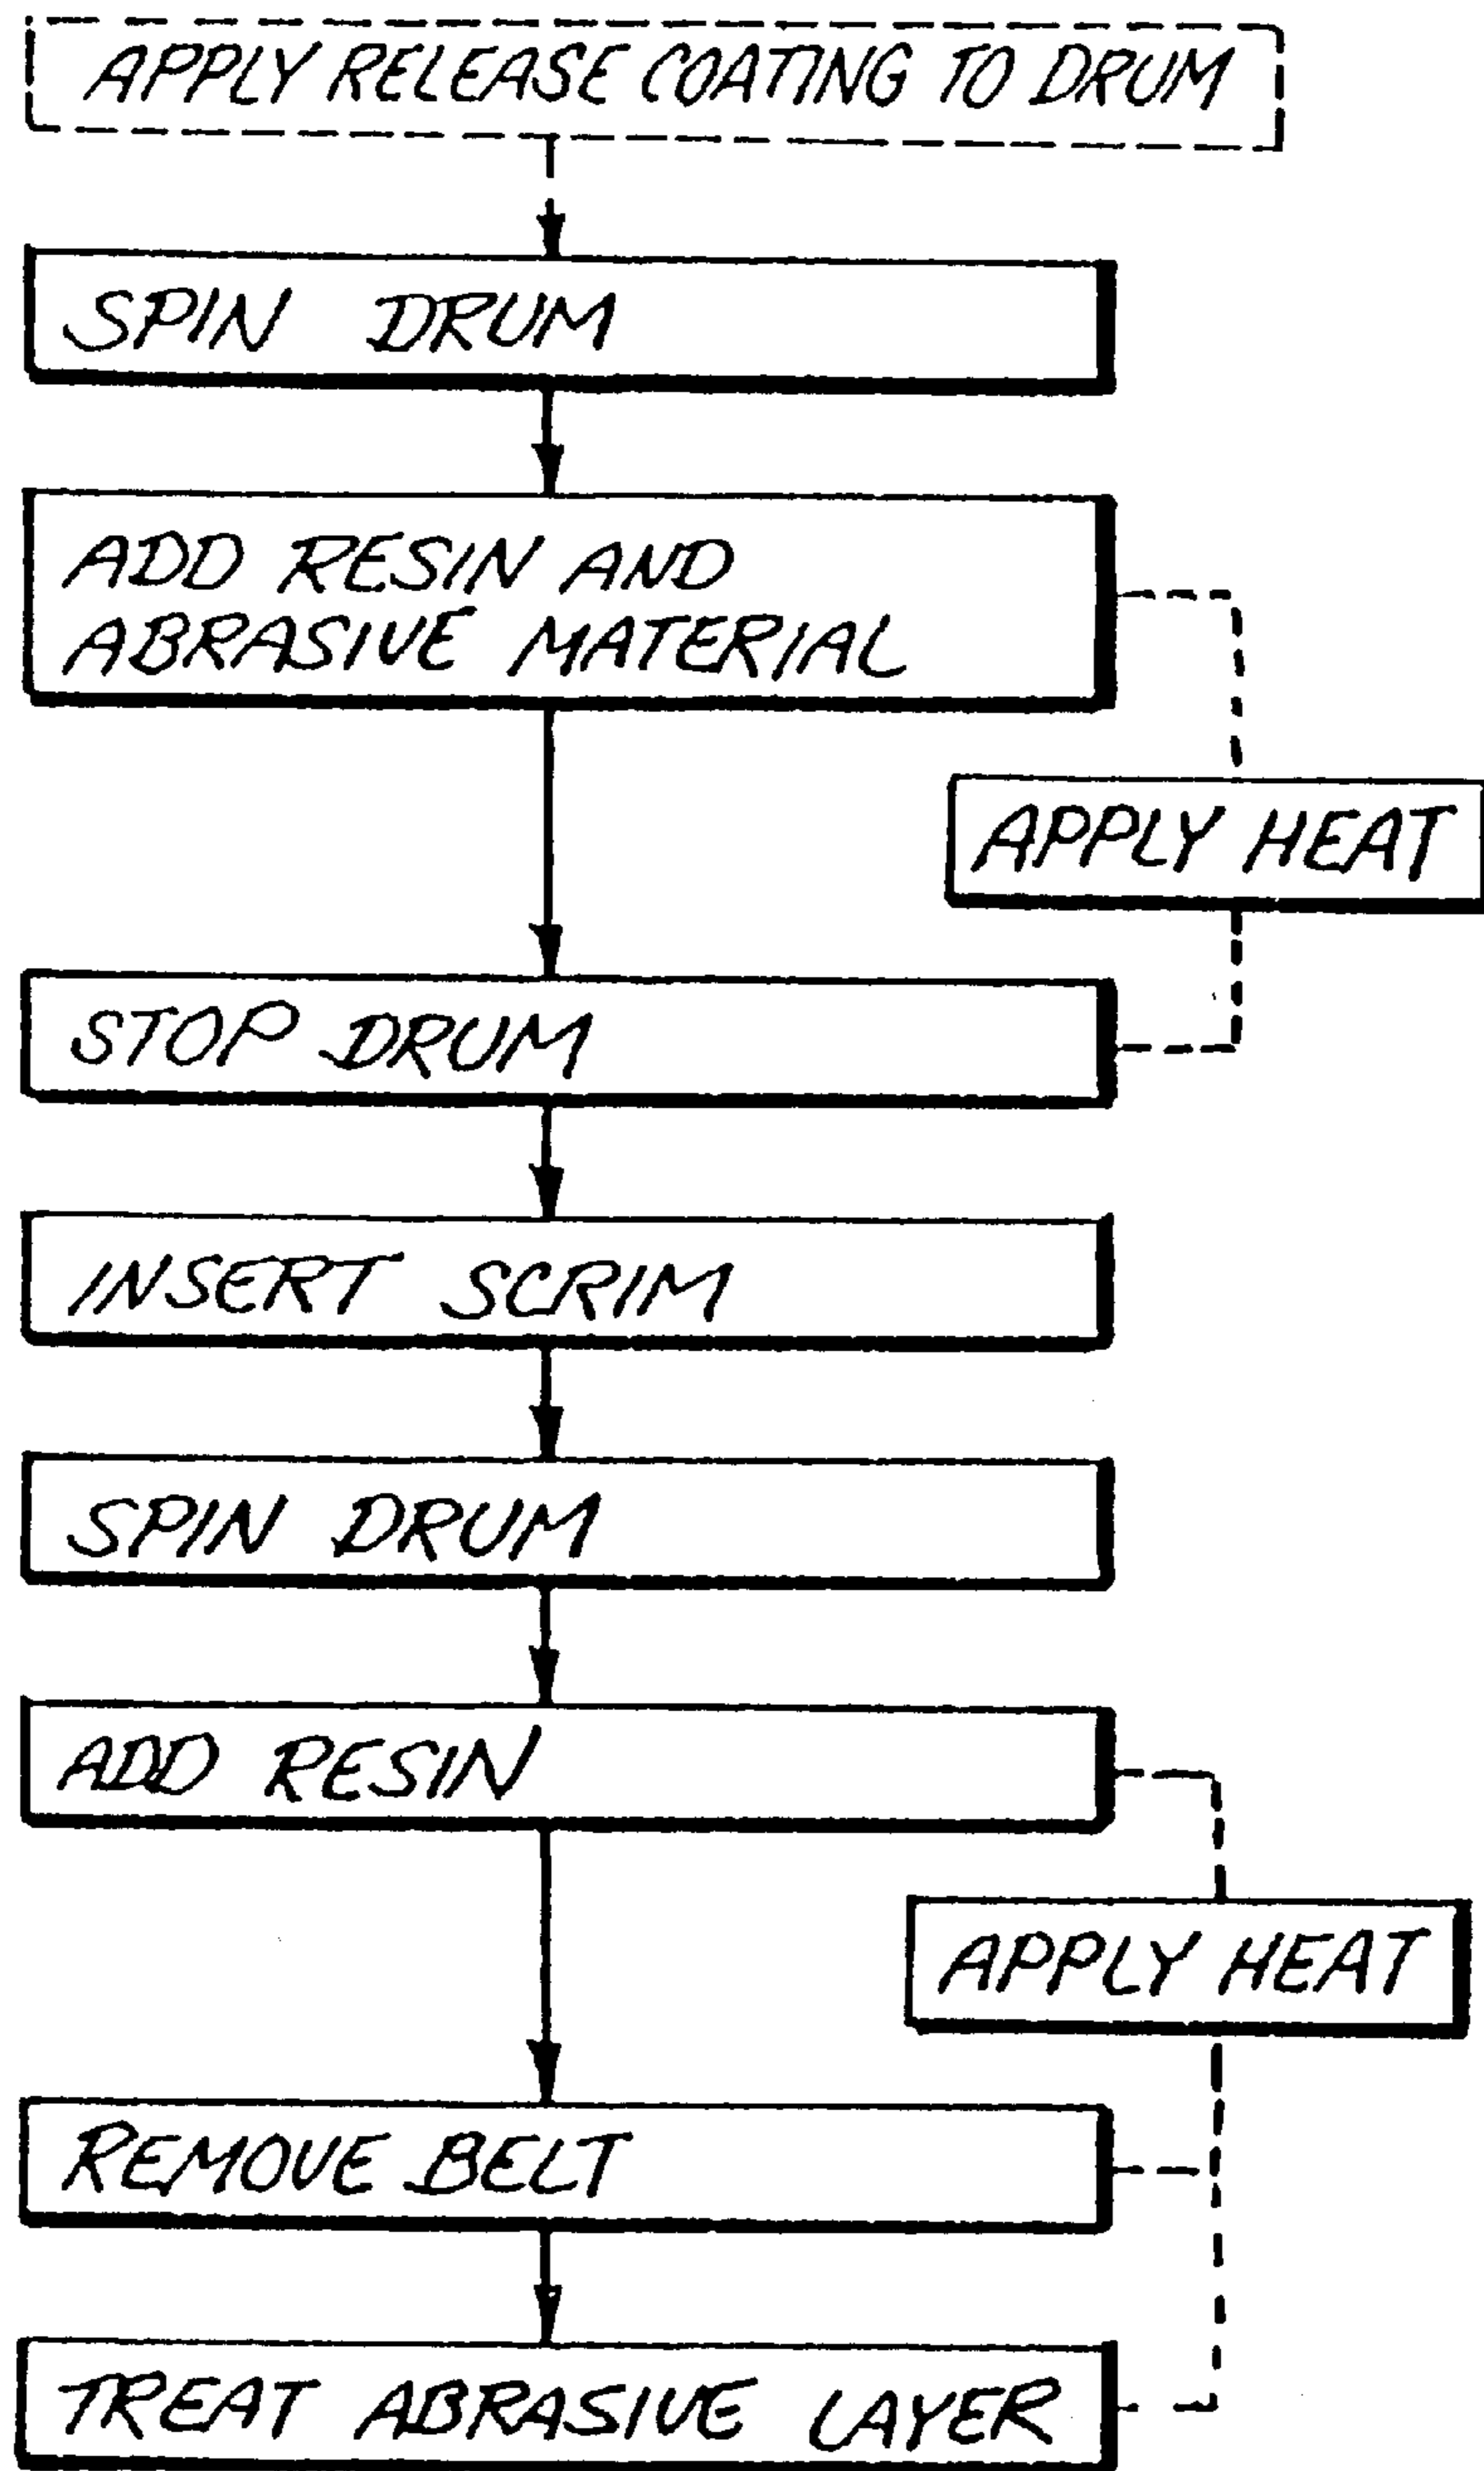 APPLY RELEASE COATING TO DRUM
SPIN DRUM
ADD RESIN AND
ABRASIVE MATERIAL
APPLY HEAT
STOP DRUM
INSERT SCRIM
SPIN DRUM
ADD RESIN
APPLY HEAT
REMOVE BELT
TREAT ABRASIVE LAYER